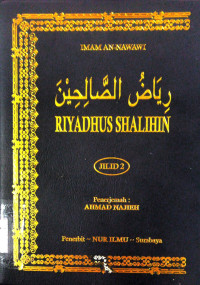 IMAM AN-NAWAWI
رِيَاضُ الصَّالِحِيْنَ
RIYADHUS SHALIHIN
JILID 2
Penerjemah :
AHMAD NAJIEH
Penerbit – NUR ILMU – Surabaya